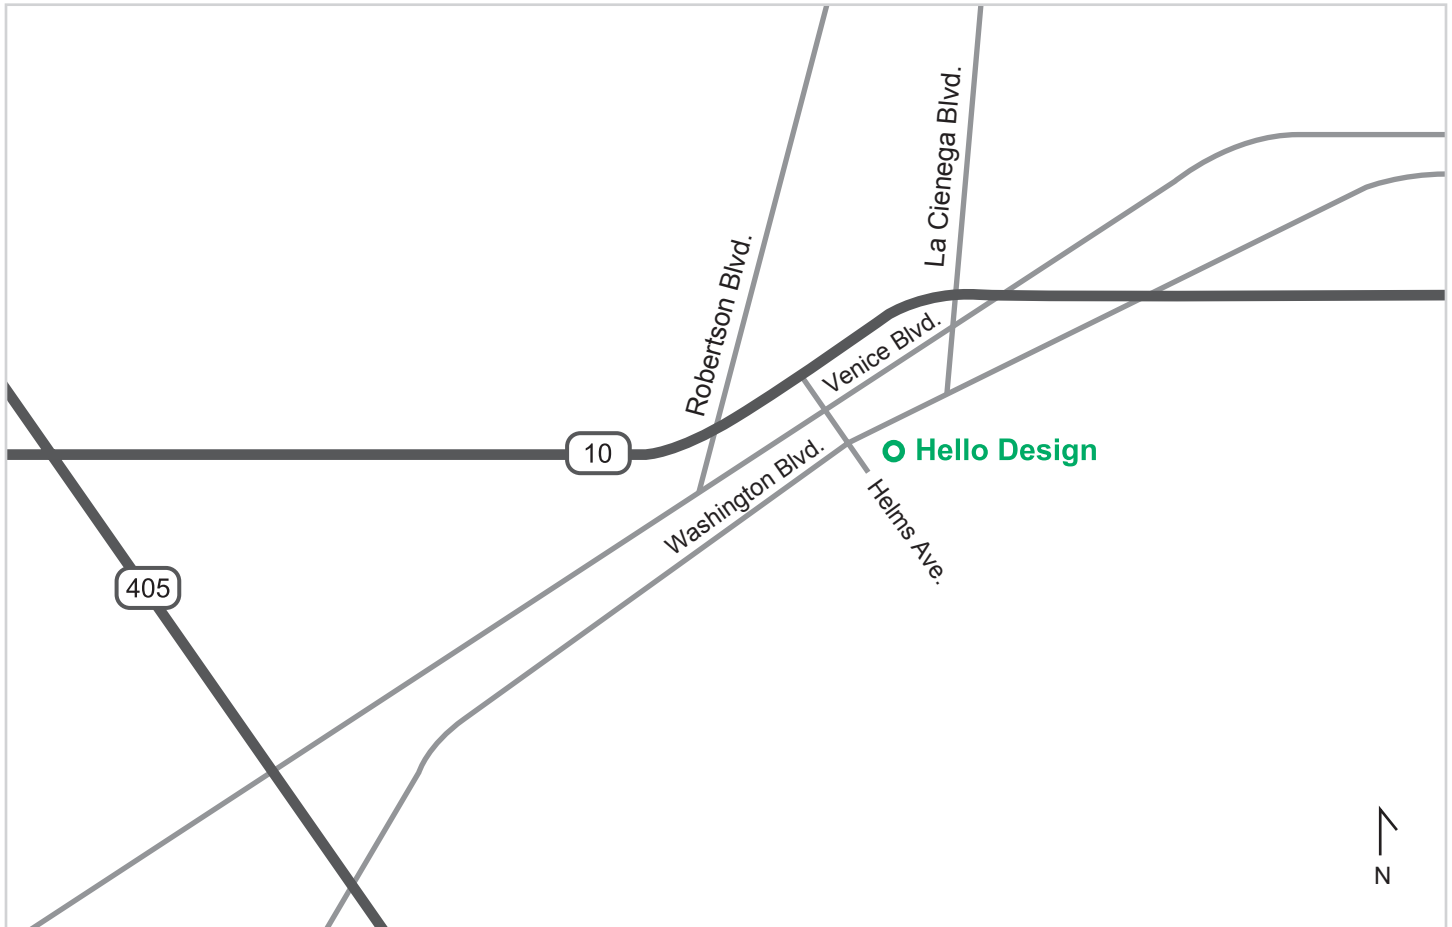 La Cienega Blvd.
Robertson Blvd.
Venice Blvd.
10
Hello Design
Washington Blvd.
Helms Ave.
405
N